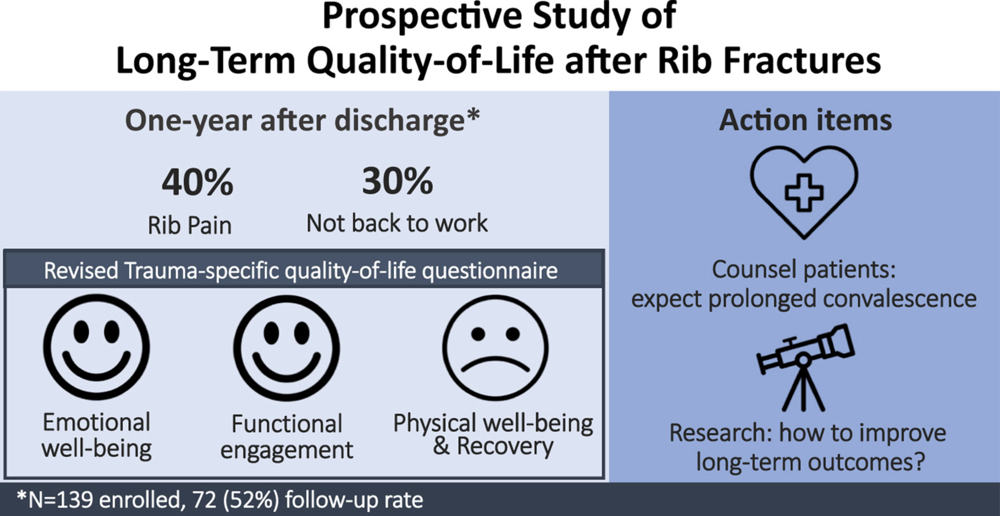 Prospective Study of
Long-Term Quality-of-Life after Rib Fractures
One-year after discharge*
40%
Rib Pain
30%
Not back to work
Revised Trauma-specific quality-of-life questionnaire
Emotional
well-being
Functional
engagement
Physical well-being
& Recovery
Action items
Counsel patients:
expect prolonged convalescence
Research: how to improve
long-term outcomes?
*N=139 enrolled, 72 (52%) follow-up rate